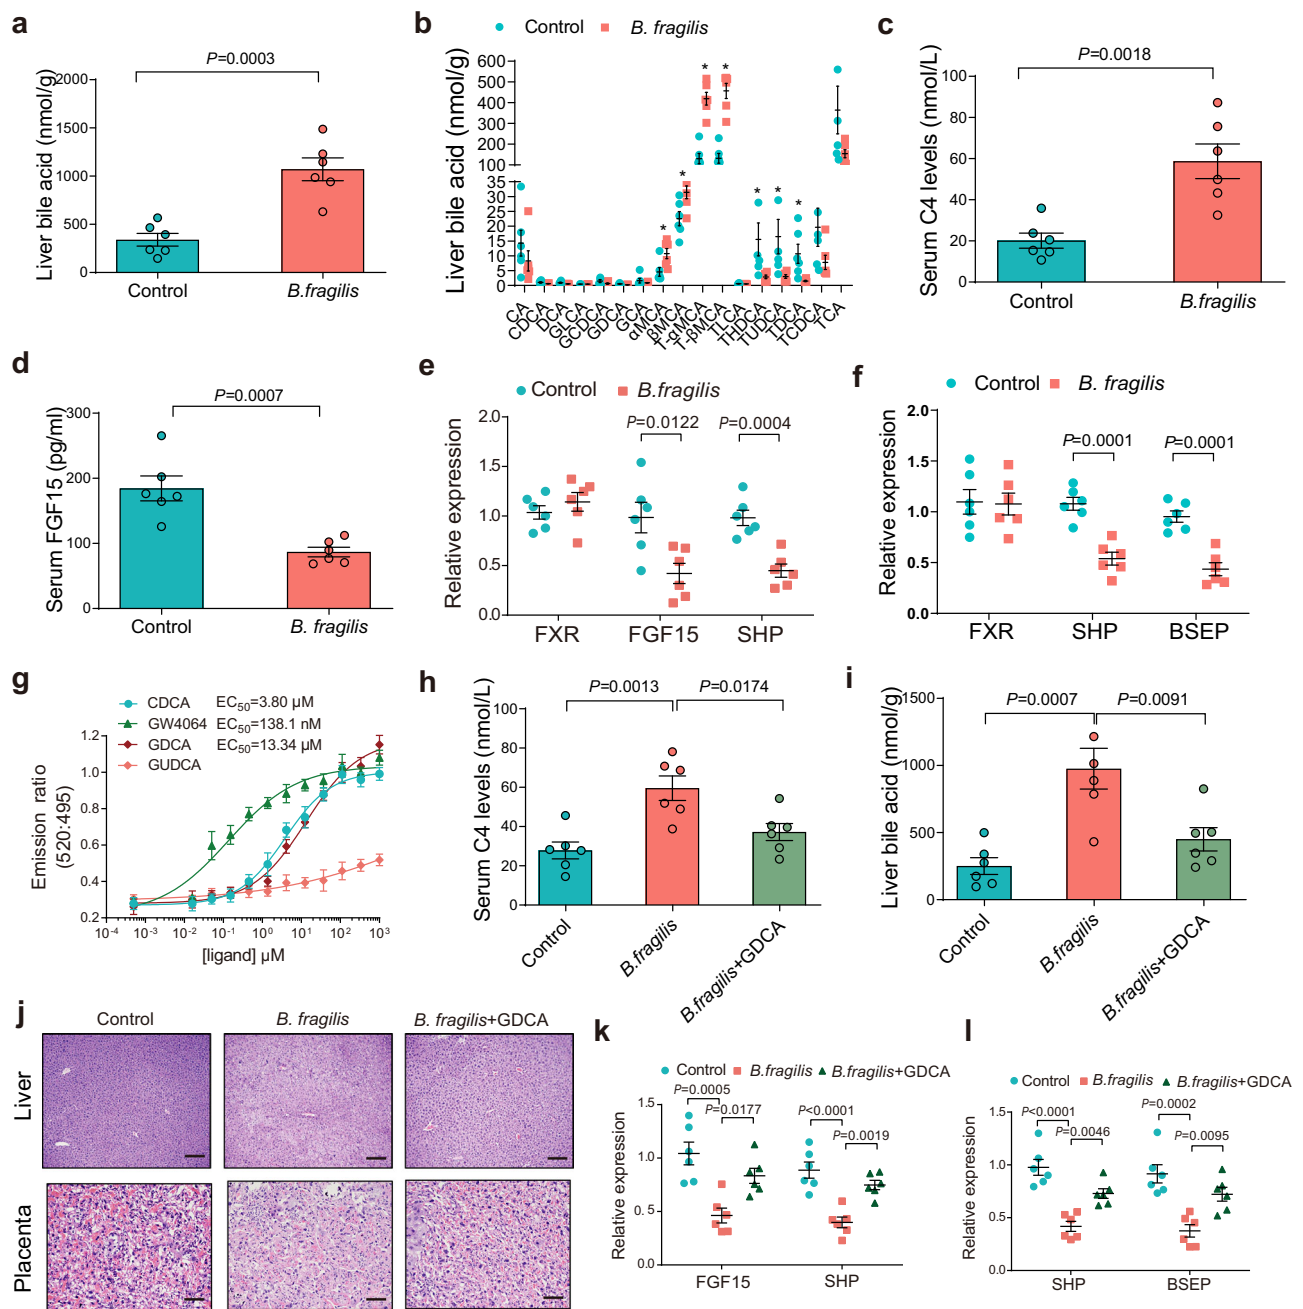 a
P=0.0003
Liver bile acid (nmol/g)
2000
1500
1000
500
0
Control
B.fragilis
b
Control
B. fragilis
Liver bile acid (nmol/g)
600
500
400
300
200
100
35
30
25
20
15
10
5
0
* * * * * * *
CA
CDCA
DCA
GLCA
GCDCA
GDCA
GCA
αMCA
βMCA
T-αMCA
T-βMCA
TLCA
THDCA
TUDCA
TDCA
TCDCA
TCA
c
P=0.0018
Serum C4 levels (nmol/L)
100
80
60
40
20
0
Control
B.fragilis
d
P=0.0007
Serum FGF15 (pg/ml)
300
200
100
0
Control
B. fragilis
e
Control
B.fragilis
Relative expression
2.0
1.5
1.0
0.5
0.0
P=0.0122
P=0.0004
FXR
FGF15
SHP
f
Control
B. fragilis
Relative expression
2.0
1.5
1.0
0.5
0.0
P=0.0001
P=0.0001
FXR
SHP
BSEP
g
CDCA EC50=3.80 µM
GW4064 EC50=138.1 nM
GDCA EC50=13.34 µM
GUDCA
Emission ratio
(520:495)
1.2
1.0
0.8
0.6
0.4
0.2
10⁻⁴ 10⁻³ 10⁻² 10⁻¹ 10⁰ 10¹ 10² 10³
[ligand] µM
h
P=0.0013
P=0.0174
Serum C4 levels (nmol/L)
100
80
60
40
20
0
Control
B.fragilis
B.fragilis+GDCA
i
P=0.0007
P=0.0091
Liver bile acid (nmol/g)
1500
1000
500
0
Control
B.fragilis
B.fragilis+GDCA
j
Control
B. fragilis
B. fragilis+GDCA
Liver
Placenta
k
Control
B.fragilis
B.fragilis+GDCA
Relative expression
1.5
1.0
0.5
0.0
P=0.0005
P=0.0177
P<0.0001
P=0.0019
FGF15
SHP
l
Control
B.fragilis
B.fragilis+GDCA
Relative expression
1.5
1.0
0.5
0.0
P<0.0001
P=0.0046
P=0.0002
P=0.0095
SHP
BSEP